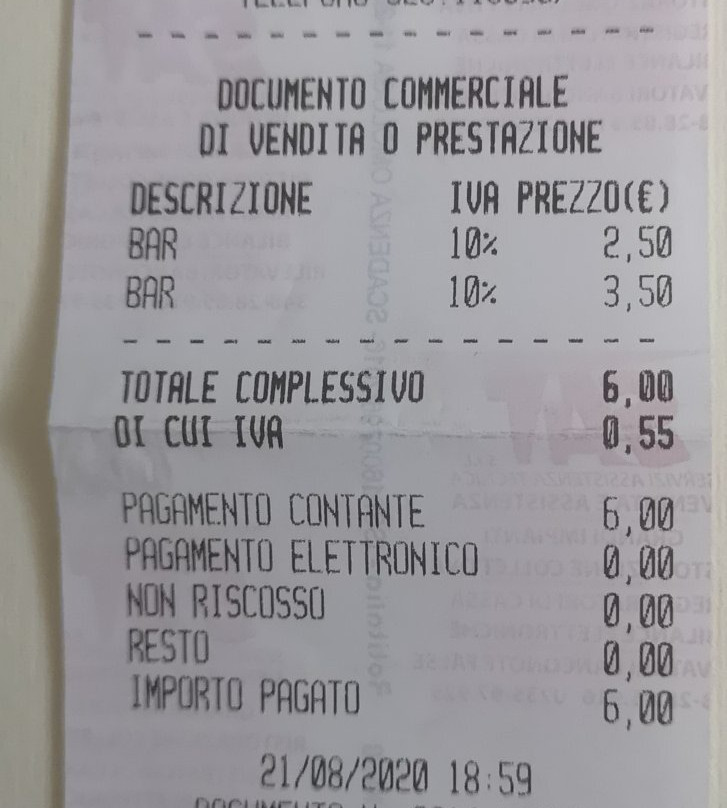 DOCUMENTO COMMERCIALE
DI VENDITA O PRESTAZIONE
DESCRIZIONE IVA PREZZO(€)
BAR 10% 2,50
BAR 10% 3,50
TOTALE COMPLESSIVO 6,00
DI CUI IVA 0,55
PAGAMENTO CONTANTE 6,00
PAGAMENTO ELETTRONICO 0,00
NON RISCOSSO 0,00
RESTO 0,00
IMPORTO PAGATO 6,00
21/08/2020 18:59